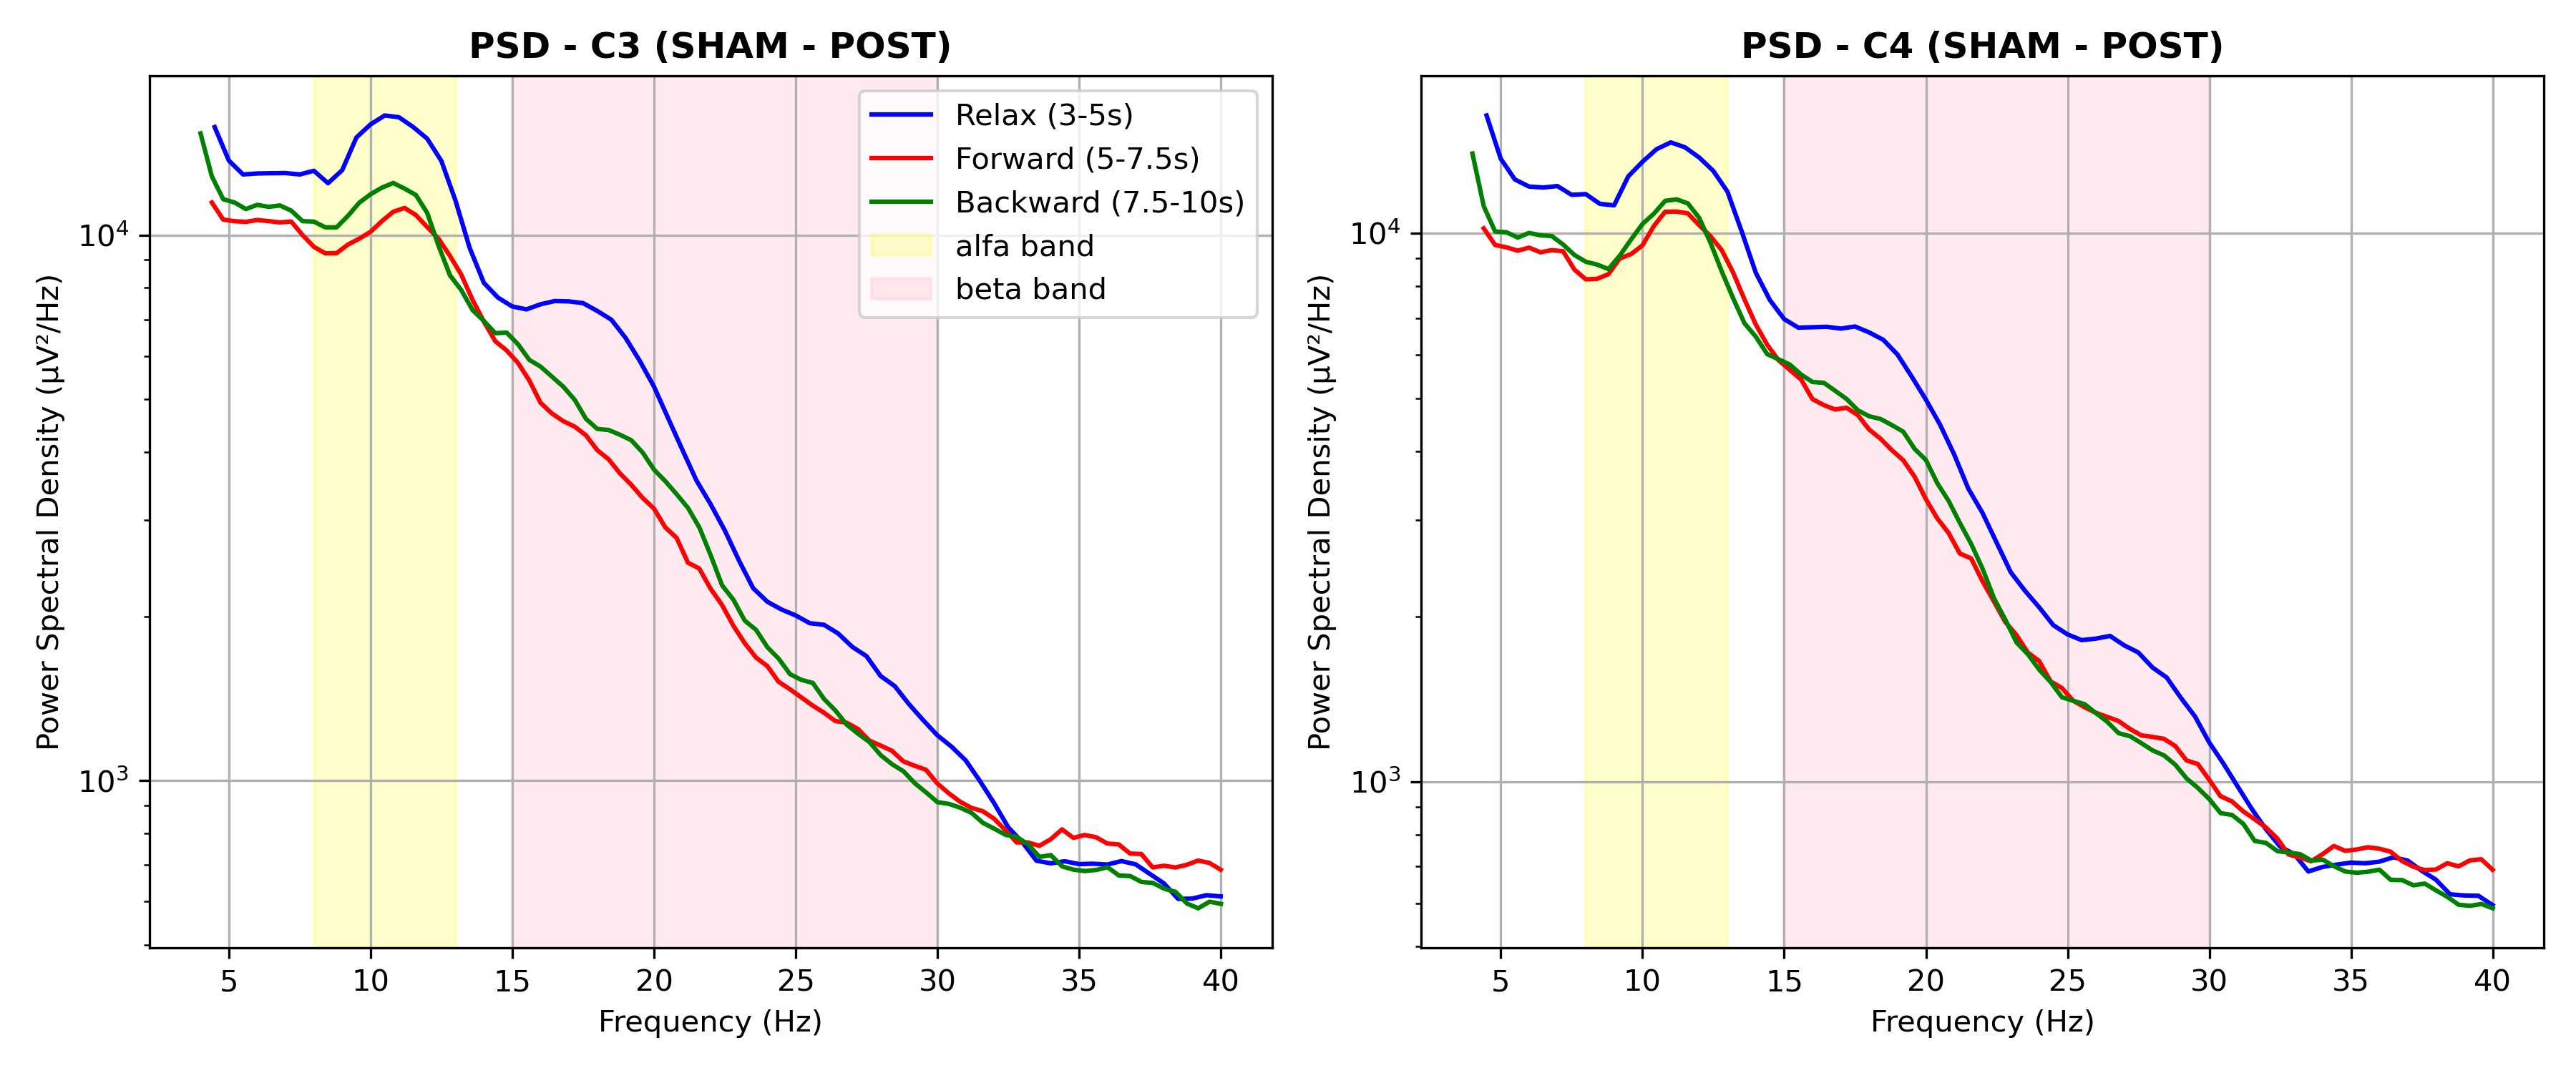 PSD - C3 (SHAM - POST)
Power Spectral Density (µV²/Hz)
10⁴
10³
5 10 15 20 25 30 35 40
Frequency (Hz)
Relax (3-5s)
Forward (5-7.5s)
Backward (7.5-10s)
alfa band
beta band
PSD - C4 (SHAM - POST)
Power Spectral Density (µV²/Hz)
10⁴
10³
5 10 15 20 25 30 35 40
Frequency (Hz)